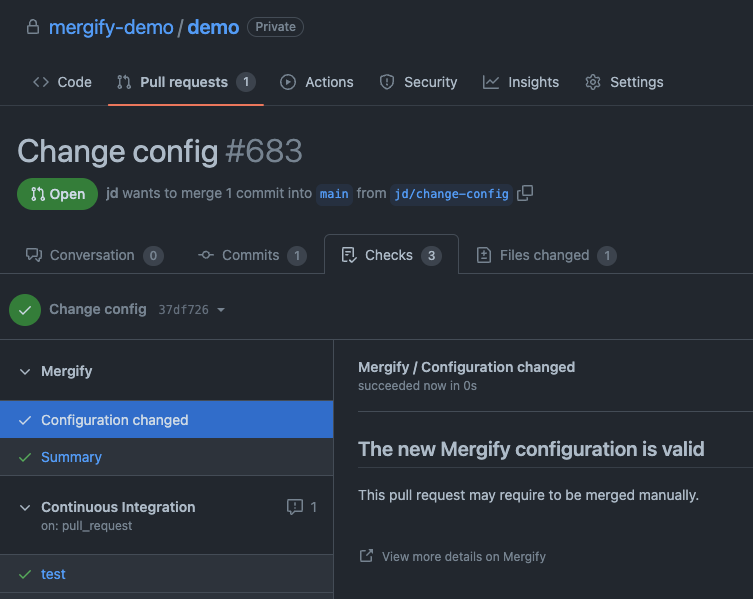 mergify-demo / demo Private
Code Pull requests 1 Actions Security Insights Settings
Change config #683
Open jd wants to merge 1 commit into main from jd/change-config
Conversation 0 Commits 1 Checks 3 Files changed 1
Change config 37df726
Mergify
Configuration changed
Summary
Continuous Integration 1
on: pull_request
test
Mergify / Configuration changed
succeeded now in 0s
The new Mergify configuration is valid
This pull request may require to be merged manually.
View more details on Mergify